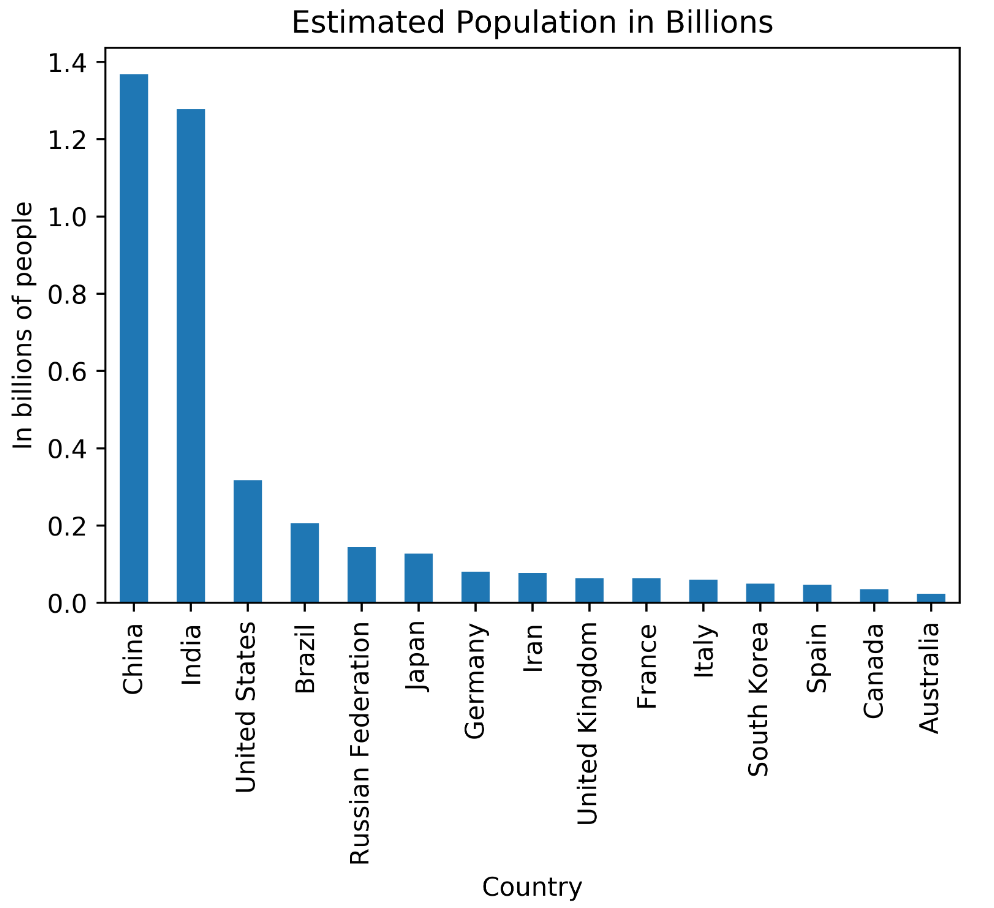 Estimated Population in Billions
In billions of people
1.4
1.2
1.0
0.8
0.6
0.4
0.2
0.0
China
India
United States
Brazil
Russian Federation
Japan
Germany
Iran
United Kingdom
France
Italy
South Korea
Spain
Canada
Australia
Country